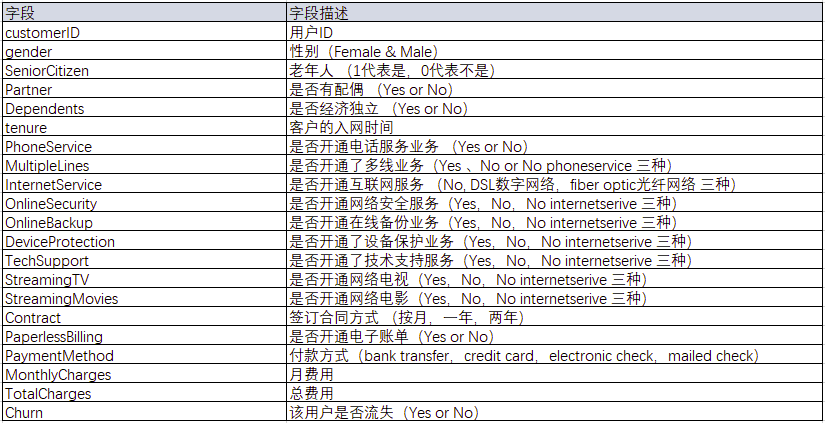 字段 字段描述
customerID 用户ID
gender 性别（Female & Male）
SeniorCitizen 老年人 （1代表是，0代表不是）
Partner 是否有配偶 （Yes or No）
Dependents 是否经济独立 （Yes or No）
tenure 客户的入网时间
PhoneService 是否开通电话服务业务 （Yes or No）
MultipleLines 是否开通了多线业务（Yes 、No or No phoneservice 三种）
InternetService 是否开通互联网服务 （No, DSL数字网络，fiber optic光纤网络 三种）
OnlineSecurity 是否开通网络安全服务（Yes，No，No internetserive 三种）
OnlineBackup 是否开通在线备份业务（Yes，No，No internetserive 三种）
DeviceProtection 是否开通了设备保护业务（Yes，No，No internetserive 三种）
TechSupport 是否开通了技术支持服务（Yes，No，No internetserive 三种）
StreamingTV 是否开通网络电视（Yes，No，No internetserive 三种）
StreamingMovies 是否开通网络电影（Yes，No，No internetserive 三种）
Contract 签订合同方式 （按月，一年，两年）
PaperlessBilling 是否开通电子账单（Yes or No）
PaymentMethod 付款方式（bank transfer，credit card，electronic check，mailed check）
MonthlyCharges 月费用
TotalCharges 总费用
Churn 该用户是否流失（Yes or No）